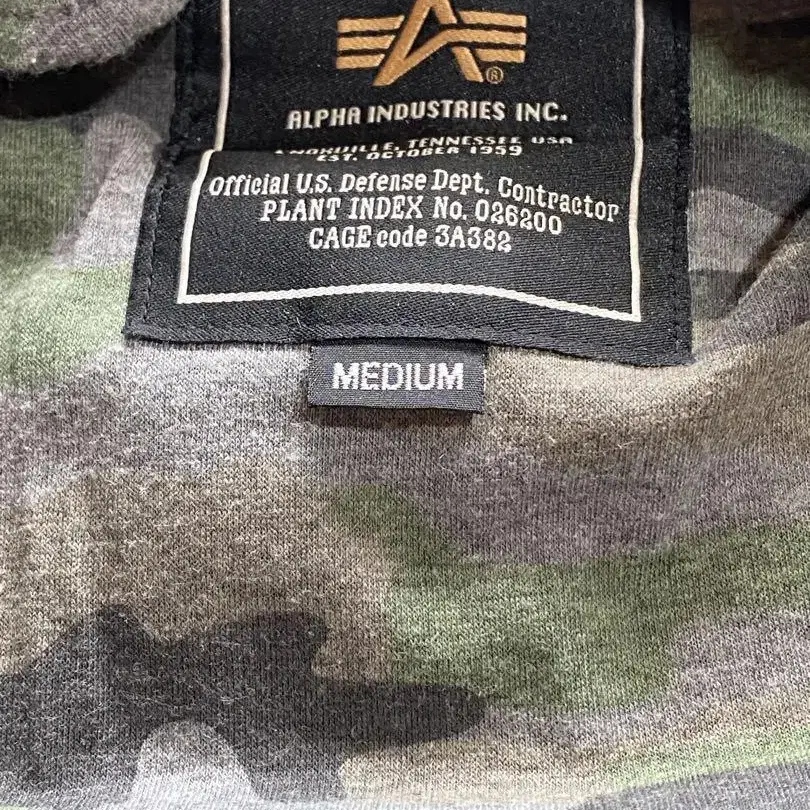 ®
ALPHA INDUSTRIES INC.
KNOXVILLE, TENNESSEE USA
EST. OCTOBER 1959
Official U.S. Defense Dept. Contractor
PLANT INDEX No. 026200
CAGE code 3A382
MEDIUM